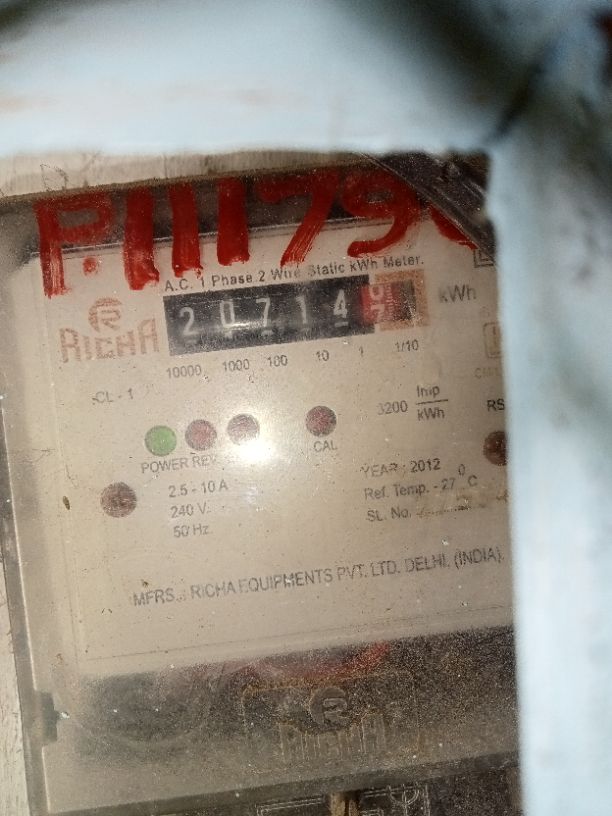 A.C. 1 Phase 2 Wire Static kWh Meter.
RICHA
2 0 7 1 4
kWh
10000 1000 100 10 1 1/10
CL - 1
3200 Imp/kWh
RS
POWER REV
CAL
2.5 - 10 A
240 V.
50 Hz.
YEAR : 2012
Ref. Temp. - 27 °C
SL. No.
MFRS. : RICHA EQUIPMENTS PVT. LTD. DELHI. (INDIA).
RICHA